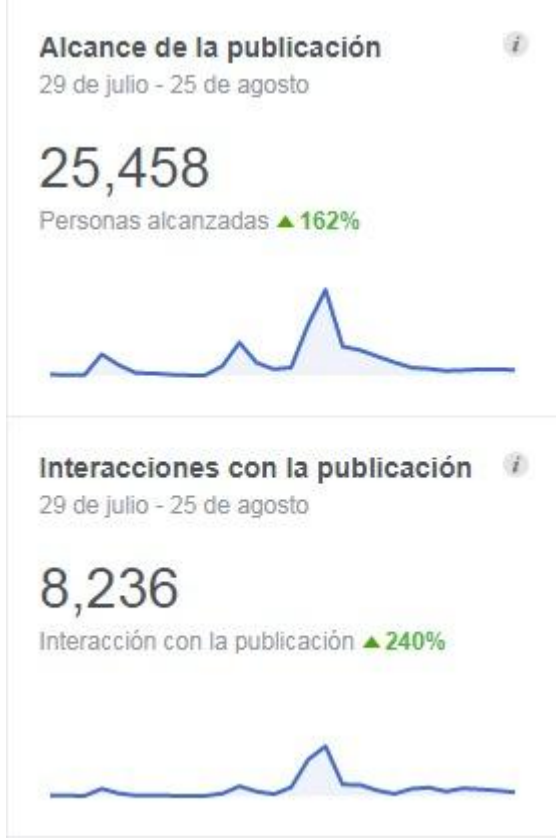 Alcance de la publicación i
29 de julio - 25 de agosto
25,458
Personas alcanzadas ▲ 162%
Interacciones con la publicación i
29 de julio - 25 de agosto
8,236
Interacción con la publicación ▲ 240%